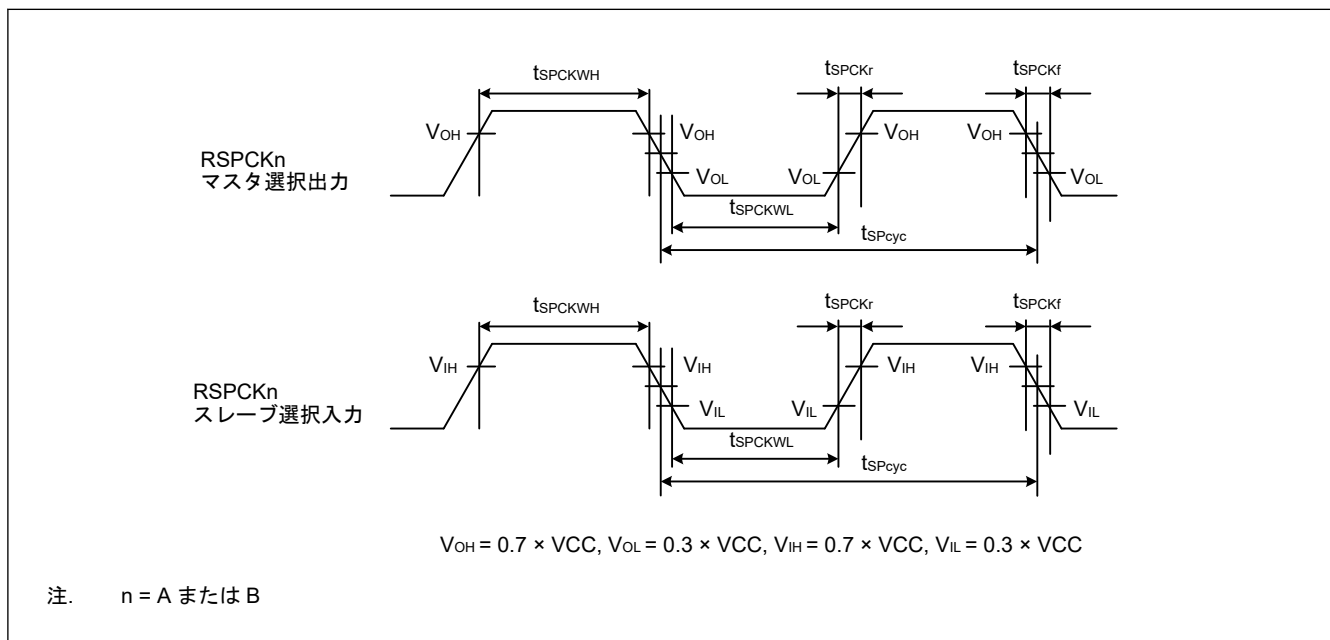 tSPCKWH
tSPCKr
tSPCKf
VOH
VOH
VOH
VOH
RSPCKn
マスタ選択出力
VOL
VOL
VOL
tSPCKWL
tSPcyc
tSPCKWH
tSPCKr
tSPCKf
VIH
VIH
VIH
VIH
RSPCKn
スレーブ選択入力
VIL
VIL
VIL
tSPCKWL
tSPcyc
VOH = 0.7 × VCC, VOL = 0.3 × VCC, VIH = 0.7 × VCC, VIL = 0.3 × VCC
注. n = A または B